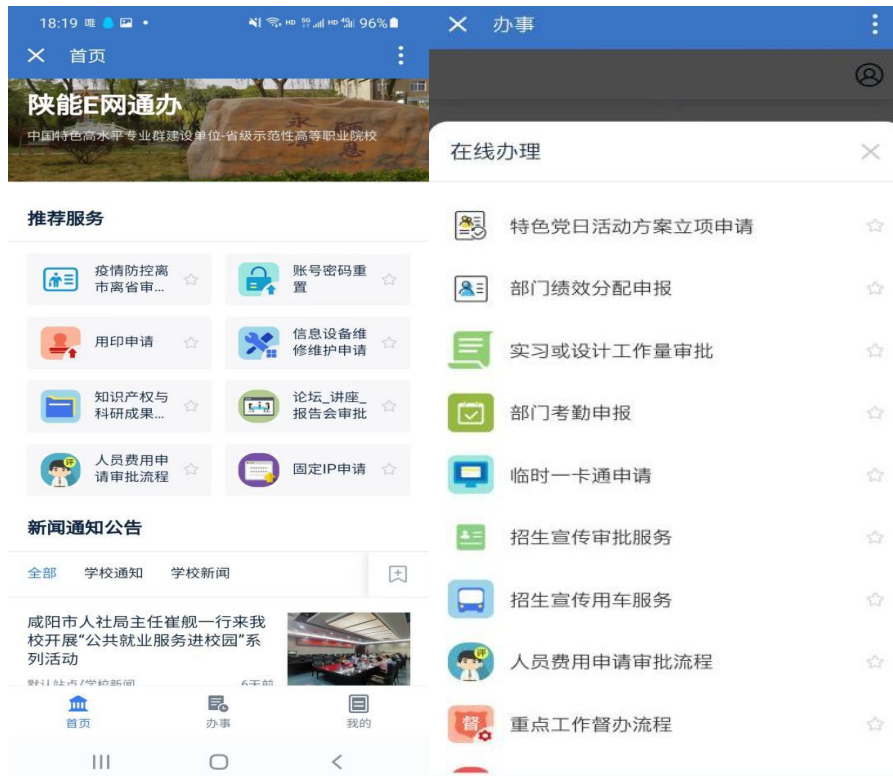 18:19
96%
首页
陕能E网通办
中国特色高水平专业群建设单位-省级示范性高等职业院校
推荐服务
疫情防控离
市离省审...
账号密码重
置
用印申请
信息设备维
修维护申请
知识产权与
科研成果...
论坛_讲座_
报告会审批
人员费用申
请审批流程
固定IP申请
新闻通知公告
全部 学校通知 学校新闻
咸阳市人社局主任崔舰一行来我
校开展“公共就业服务进校园”系
列活动
默认站点/学校新闻 6天前
首页 办事 我的
办事
在线办理
特色党日活动方案立项申请
部门绩效分配申报
实习或设计工作量审批
部门考勤申报
临时一卡通申请
招生宣传审批服务
招生宣传用车服务
人员费用申请审批流程
督
重点工作督办流程